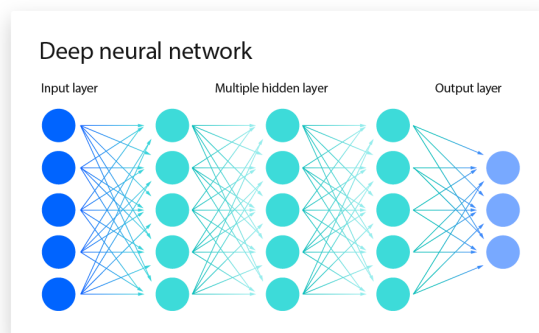 Deep neural network
Input layer
Multiple hidden layer
Output layer